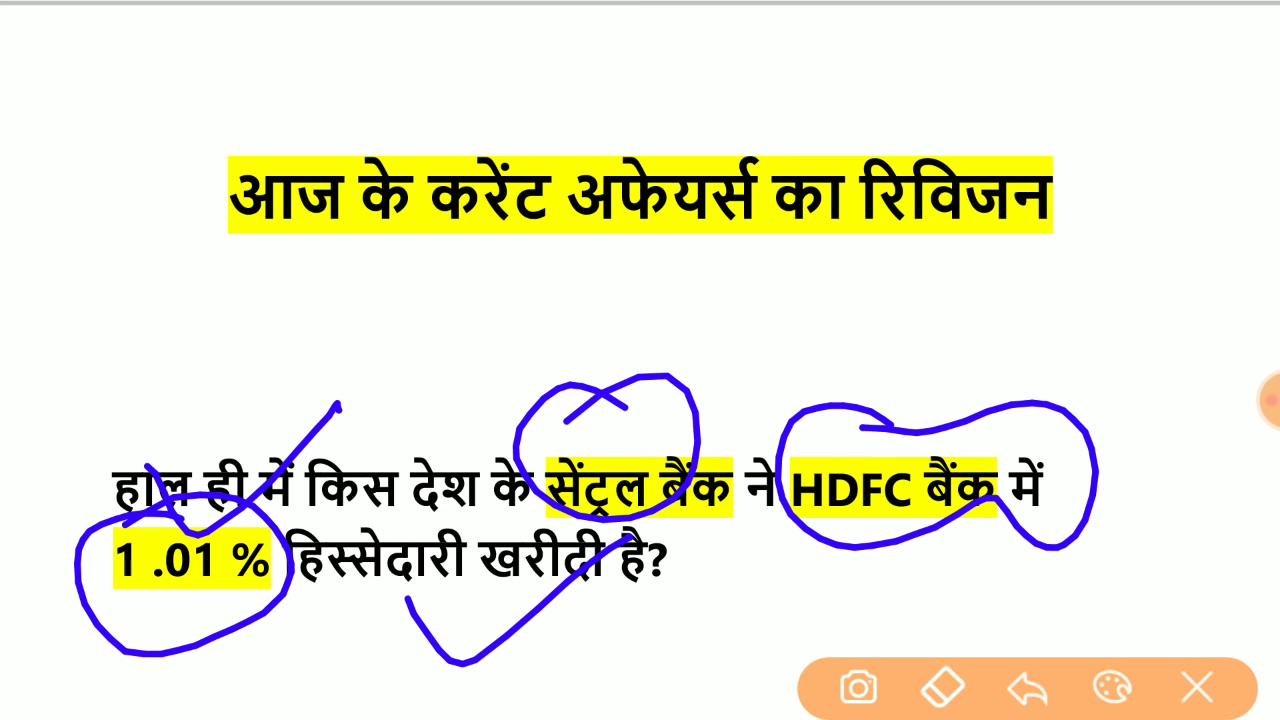 आज के करेंट अफेयर्स का रिविजन
हाल ही में किस देश के सेंट्रल बैंक ने HDFC बैंक में
1 .01 % हिस्सेदारी खरीदी है?